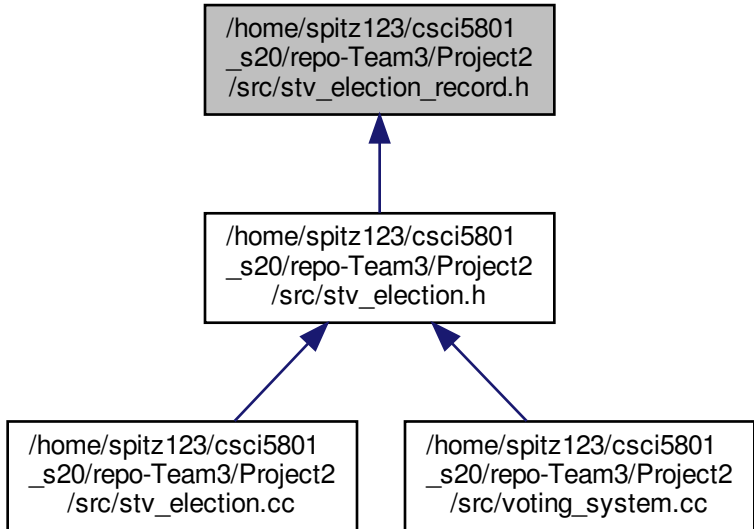 /home/spitz123/csci5801
_s20/repo-Team3/Project2
/src/stv_election_record.h
/home/spitz123/csci5801
_s20/repo-Team3/Project2
/src/stv_election.h
/home/spitz123/csci5801
_s20/repo-Team3/Project2
/src/stv_election.cc
/home/spitz123/csci5801
_s20/repo-Team3/Project2
/src/voting_system.cc